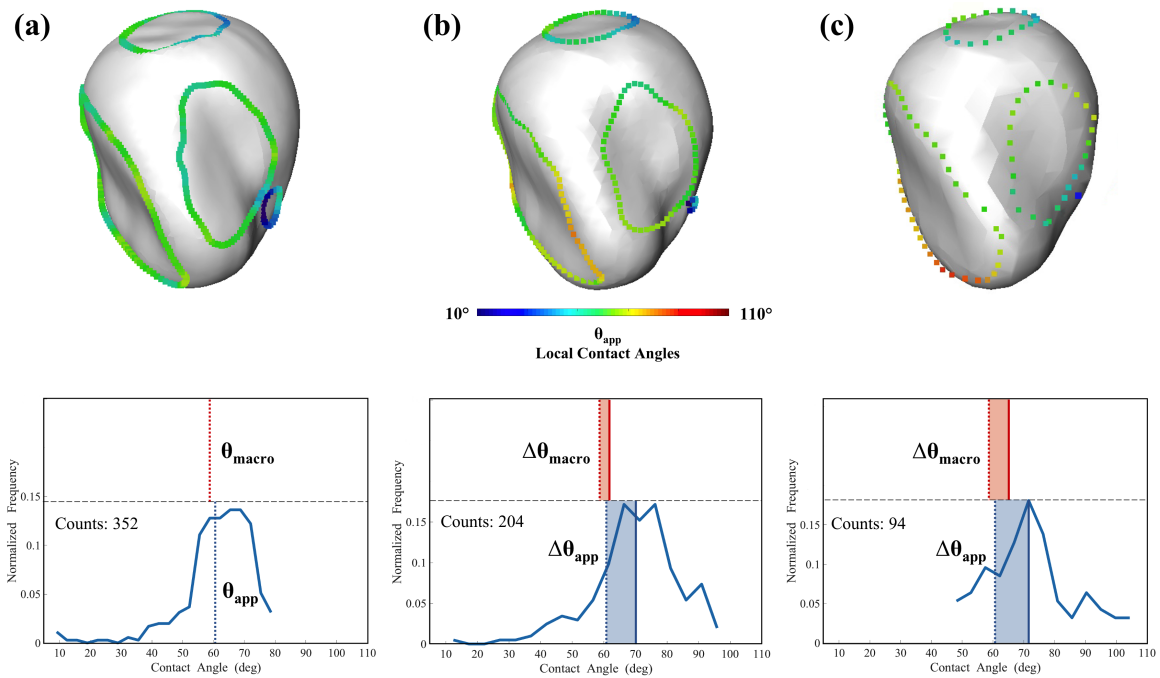 (a)
(b)
(c)
10°
110°
θapp
Local Contact Angles
Normalized Frequency
0.15
0.1
0.05
0
θmacro
Counts: 352
θapp
10 20 30 40 50 60 70 80 90 100 110
Contact Angle (deg)
Normalized Frequency
0.15
0.1
0.05
0
Δθmacro
Counts: 204
Δθapp
10 20 30 40 50 60 70 80 90 100 110
Contact Angle (deg)
Normalized Frequency
0.15
0.1
0.05
0
Δθmacro
Counts: 94
Δθapp
10 20 30 40 50 60 70 80 90 100 110
Contact Angle (deg)